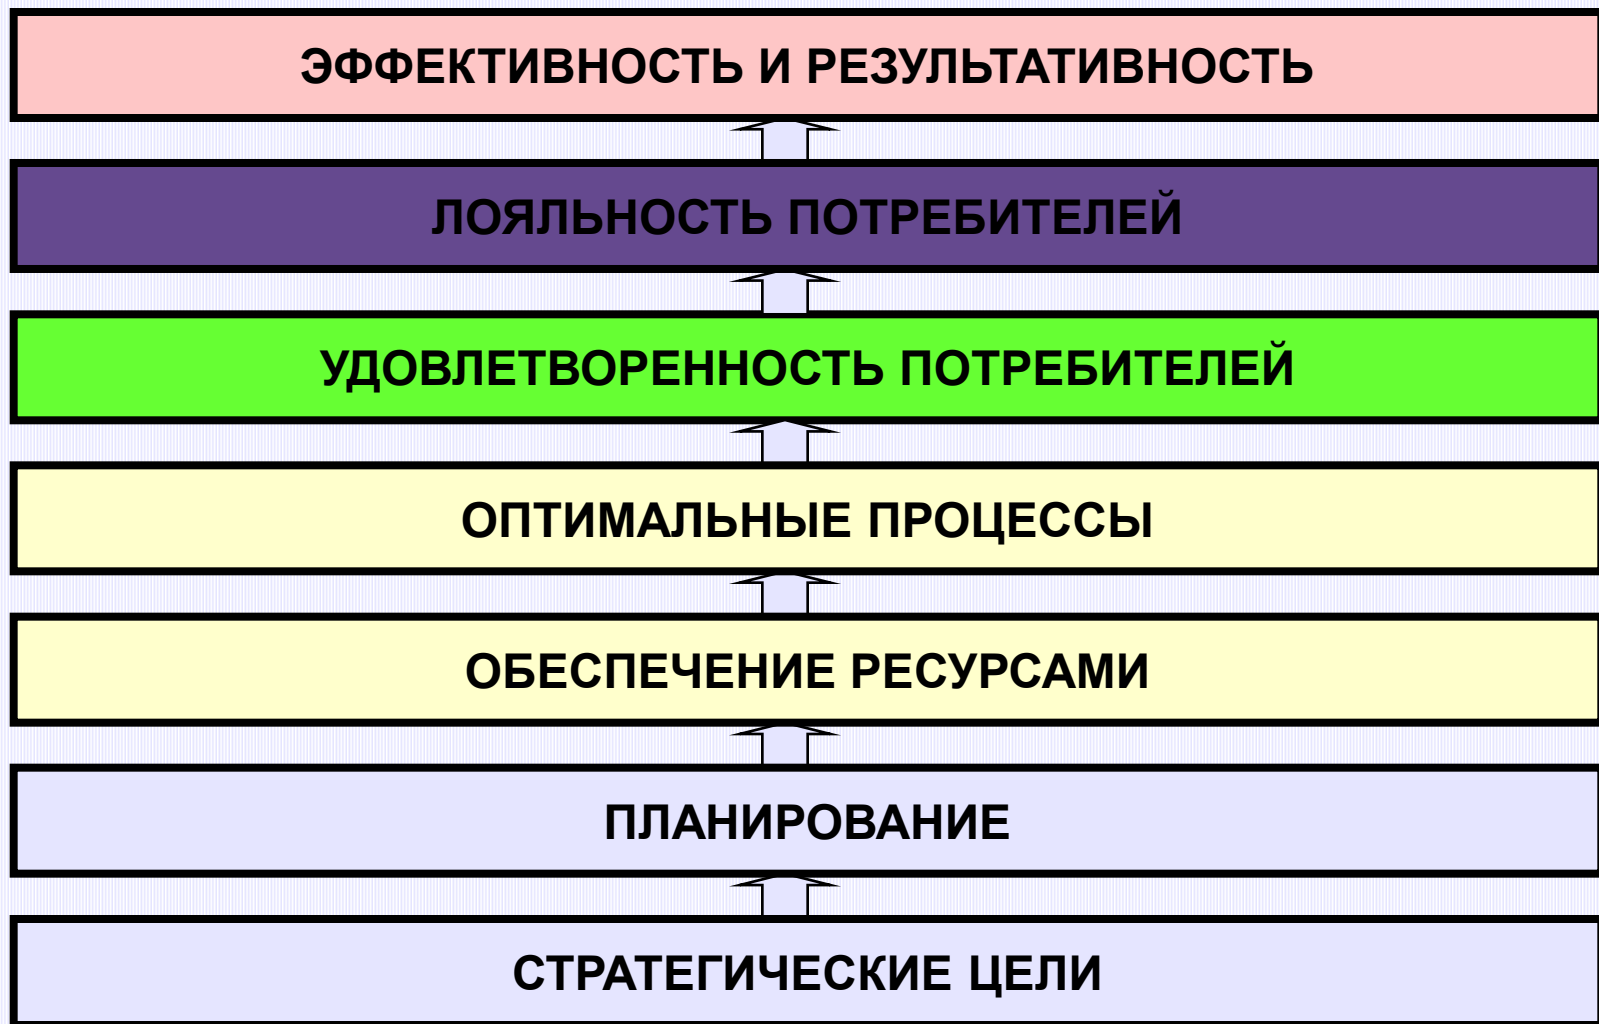 ЭФФЕКТИВНОСТЬ И РЕЗУЛЬТАТИВНОСТЬ
ЛОЯЛЬНОСТЬ ПОТРЕБИТЕЛЕЙ
УДОВЛЕТВОРЕННОСТЬ ПОТРЕБИТЕЛЕЙ
ОПТИМАЛЬНЫЕ ПРОЦЕССЫ
ОБЕСПЕЧЕНИЕ РЕСУРСАМИ
ПЛАНИРОВАНИЕ
СТРАТЕГИЧЕСКИЕ ЦЕЛИ